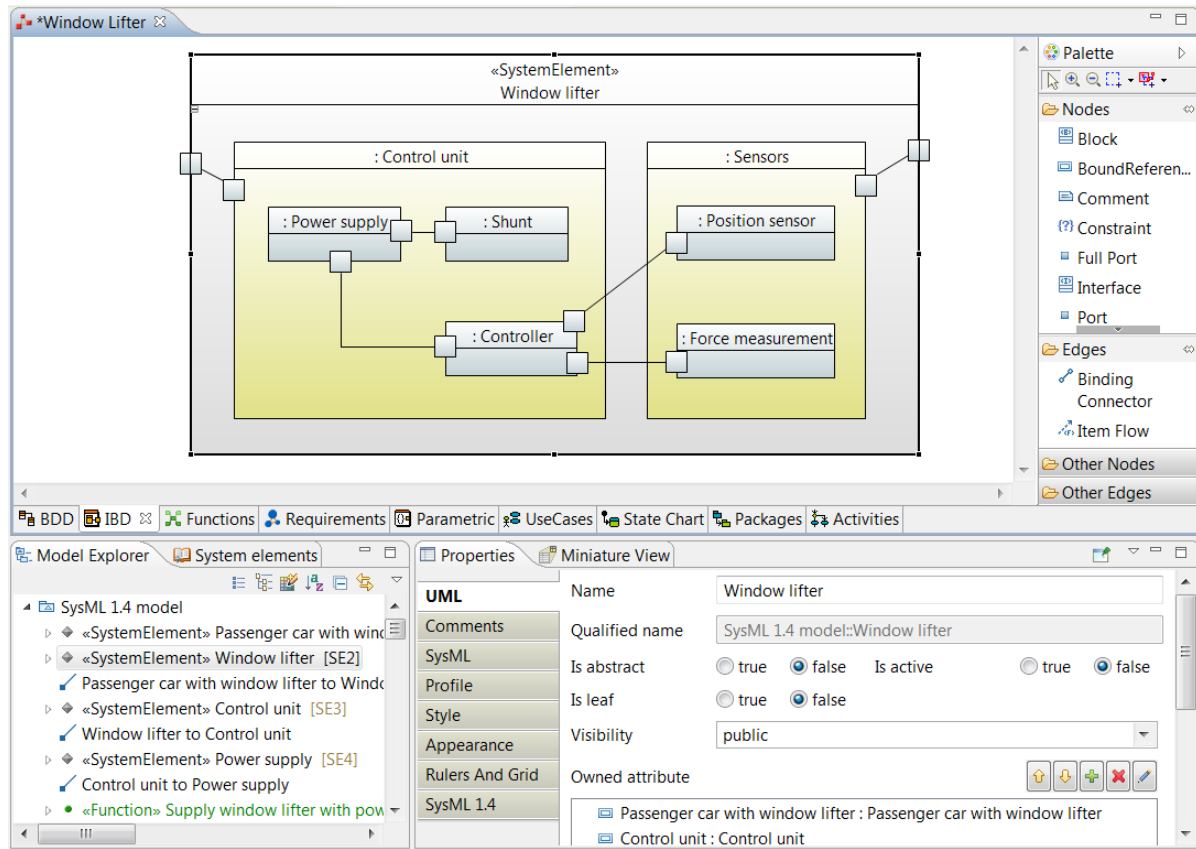 *Window Lifter
«SystemElement»
Window lifter
: Control unit
: Sensors
: Power supply
: Shunt
: Position sensor
: Controller
: Force measurement
Palette
Nodes
Block
BoundReferen...
Comment
{?} Constraint
Full Port
Interface
Port
Edges
Binding
Connector
Item Flow
Other Nodes
Other Edges
BDD IBD Functions Requirements Parametric UseCases State Chart Packages Activities
Model Explorer System elements
SysML 1.4 model
«SystemElement» Passenger car with wind
«SystemElement» Window lifter [SE2]
Passenger car with window lifter to Windo
«SystemElement» Control unit [SE3]
Window lifter to Control unit
«SystemElement» Power supply [SE4]
Control unit to Power supply
«Function» Supply window lifter with pow
Properties Miniature View
UML
Comments
SysML
Profile
Style
Appearance
Rulers And Grid
SysML 1.4
Name Window lifter
Qualified name SysML 1.4 model::Window lifter
Is abstract true false Is active true false
Is leaf true false
Visibility public
Owned attribute
Passenger car with window lifter : Passenger car with window lifter
Control unit : Control unit